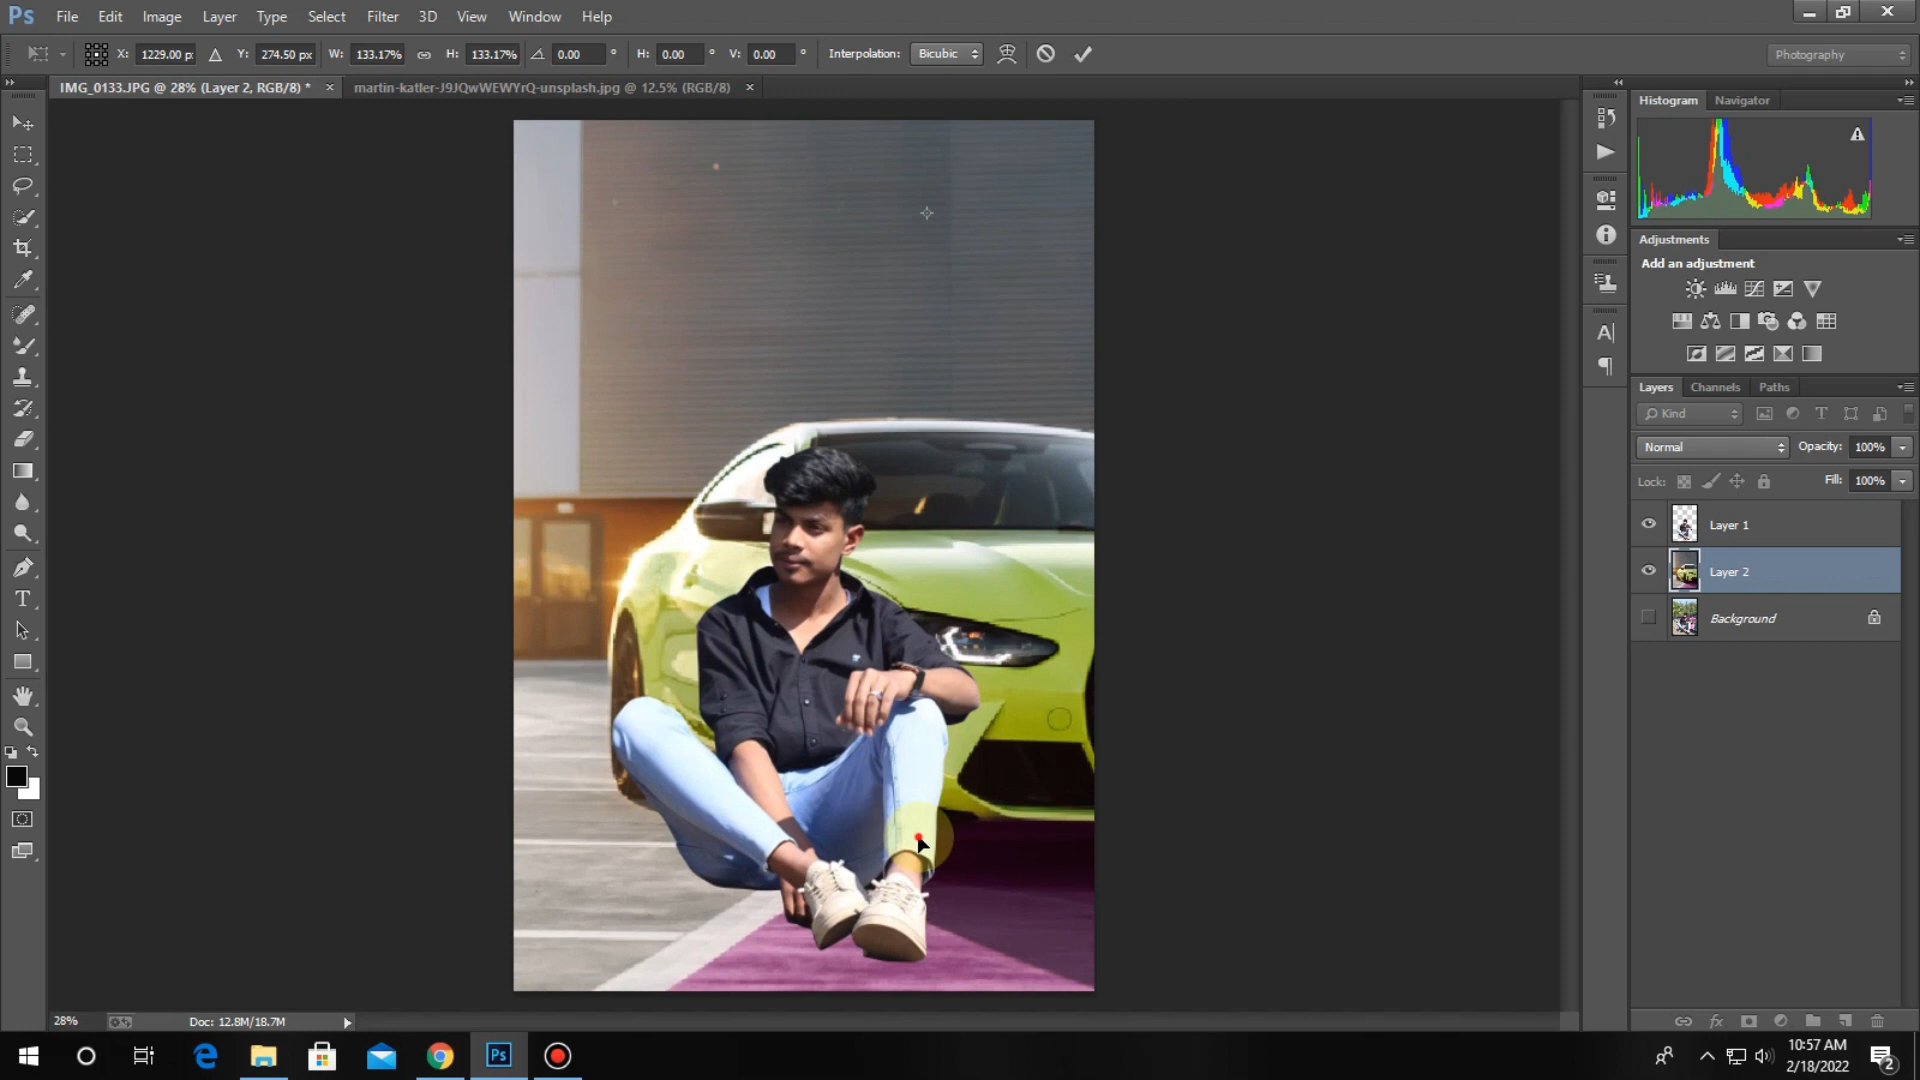 Ps File Edit Image Layer Type Select Filter 3D View Window Help
X: 1229.00 p: Y: 274.50 px W: 133.17% H: 133.17% 0.00 ° H: 0.00 ° V: 0.00 ° Interpolation: Bicubic Photography
IMG_0133.JPG @ 28% (Layer 2, RGB/8) * × martin-katler-J9JQwWEWYrQ-unsplash.jpg @ 12.5% (RGB/8) ×
Histogram Navigator
Adjustments
Add an adjustment
Layers Channels Paths
Kind
Normal Opacity: 100%
Lock: Fill: 100%
Layer 1
Layer 2
Background
28% Doc: 12.8M/18.7M
Ps 10:57 AM
2/18/2022 2